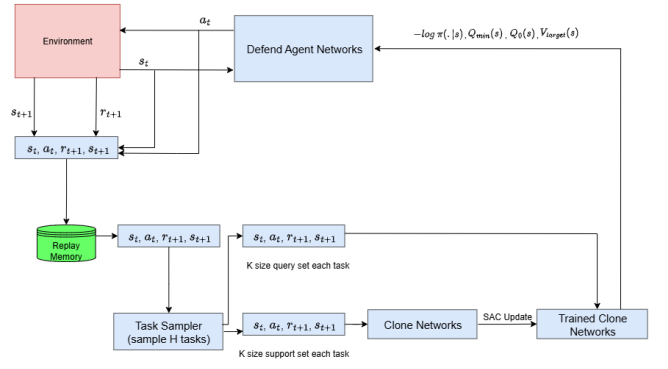 a_t
Environment
Defend Agent Networks
-log π(.|s), Q_min(s), Q_0(s), V_target(s)
s_t
s_{t+1}
r_{t+1}
s_t, a_t, r_{t+1}, s_{t+1}
Replay
Memory
s_t, a_t, r_{t+1}, s_{t+1}
s_t, a_t, r_{t+1}, s_{t+1}
K size query set each task
Task Sampler
(sample H tasks)
s_t, a_t, r_{t+1}, s_{t+1}
K size support set each task
Clone Networks
SAC Update
Trained Clone
Networks